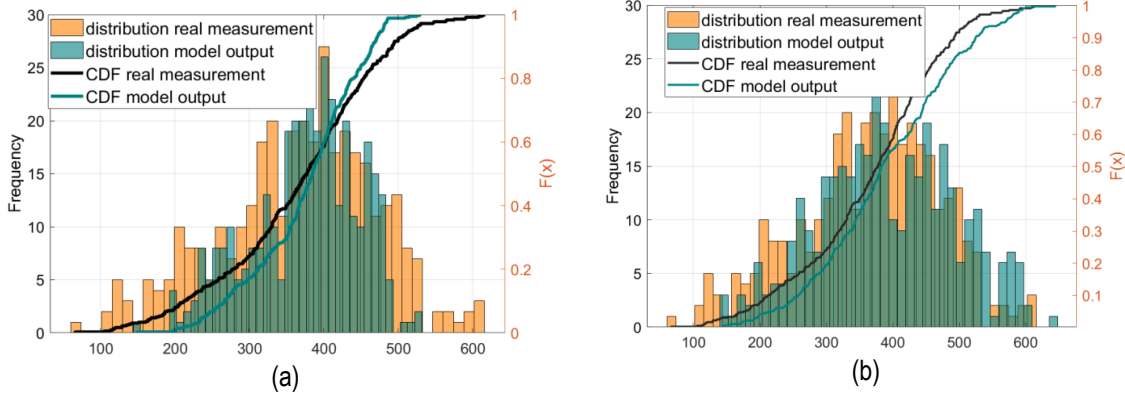 30
25
20
15
10
5
0
Frequency
distribution real measurement
distribution model output
CDF real measurement
CDF model output
1
0.8
0.6
0.4
0.2
0
F(x)
100 200 300 400 500 600
(a)
30
25
20
15
10
5
0
Frequency
distribution real measurement
distribution model output
CDF real measurement
CDF model output
1
0.9
0.8
0.7
0.6
0.5
0.4
0.3
0.2
0.1
F(x)
100 200 300 400 500 600
(b)